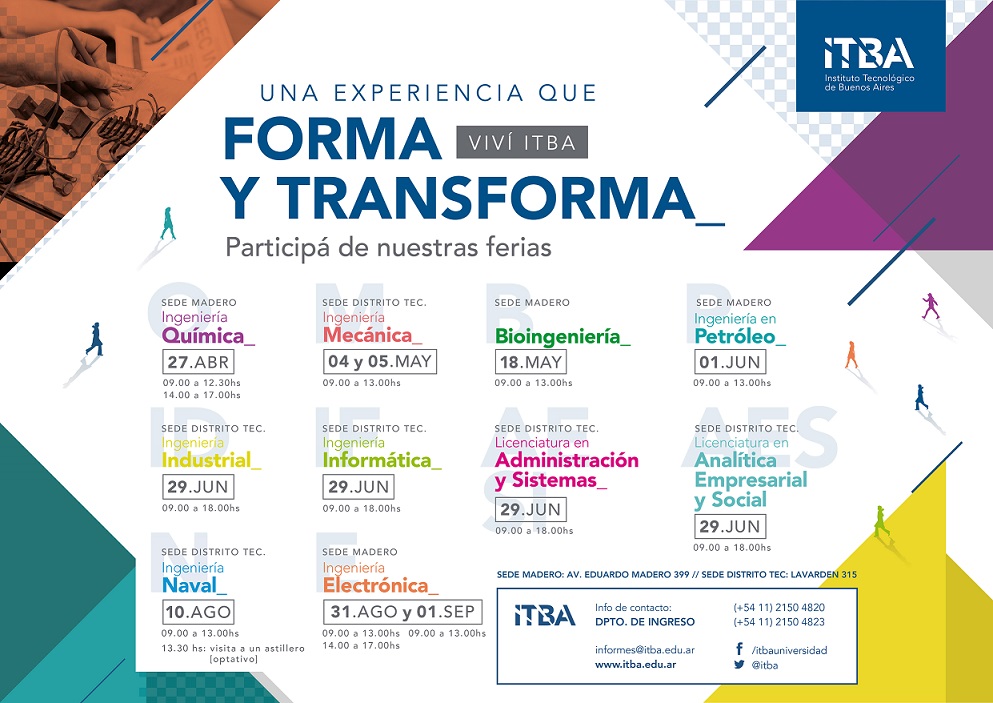 ITBA
Instituto Tecnológico
de Buenos Aires
UNA EXPERIENCIA QUE
FORMA VIVÍ ITBA
Y TRANSFORMA_
Participá de nuestras ferias
Q
SEDE MADERO
Ingeniería
Química_
27.ABR
09.00 a 12.30hs
14.00 a 17.00hs
M
SEDE DISTRITO TEC.
Ingeniería
Mecánica_
04 y 05.MAY
09.00 a 13.00hs
B
SEDE MADERO
Bioingeniería_
18.MAY
09.00 a 13.00hs
P
SEDE MADERO
Ingeniería en
Petróleo_
01.JUN
09.00 a 13.00hs
ID
SEDE DISTRITO TEC.
Ingeniería
Industrial_
29.JUN
09.00 a 18.00hs
IF
SEDE DISTRITO TEC.
Ingeniería
Informática_
29.JUN
09.00 a 18.00hs
AE
SI
SEDE DISTRITO TEC.
Licenciatura en
Administración
y Sistemas_
29.JUN
09.00 a 18.00hs
AES
SEDE DISTRITO TEC.
Licenciatura en
Analítica
Empresarial
y Social
29.JUN
09.00 a 18.00hs
N
SEDE DISTRITO TEC.
Ingeniería
Naval_
10.AGO
09.00 a 13.00hs
13.30 hs: visita a un astillero
[optativo]
E
SEDE MADERO
Ingeniería
Electrónica_
31.AGO y 01.SEP
09.00 a 13.00hs 09.00 a 13.00hs
14.00 a 17.00hs
SEDE MADERO: AV. EDUARDO MADERO 399 // SEDE DISTRITO TEC: LAVARDEN 315
ITBA
Info de contacto: (+54 11) 2150 4820
DPTO. DE INGRESO (+54 11) 2150 4823
informes@itba.edu.ar f /itbauniversidad
www.itba.edu.ar @itba